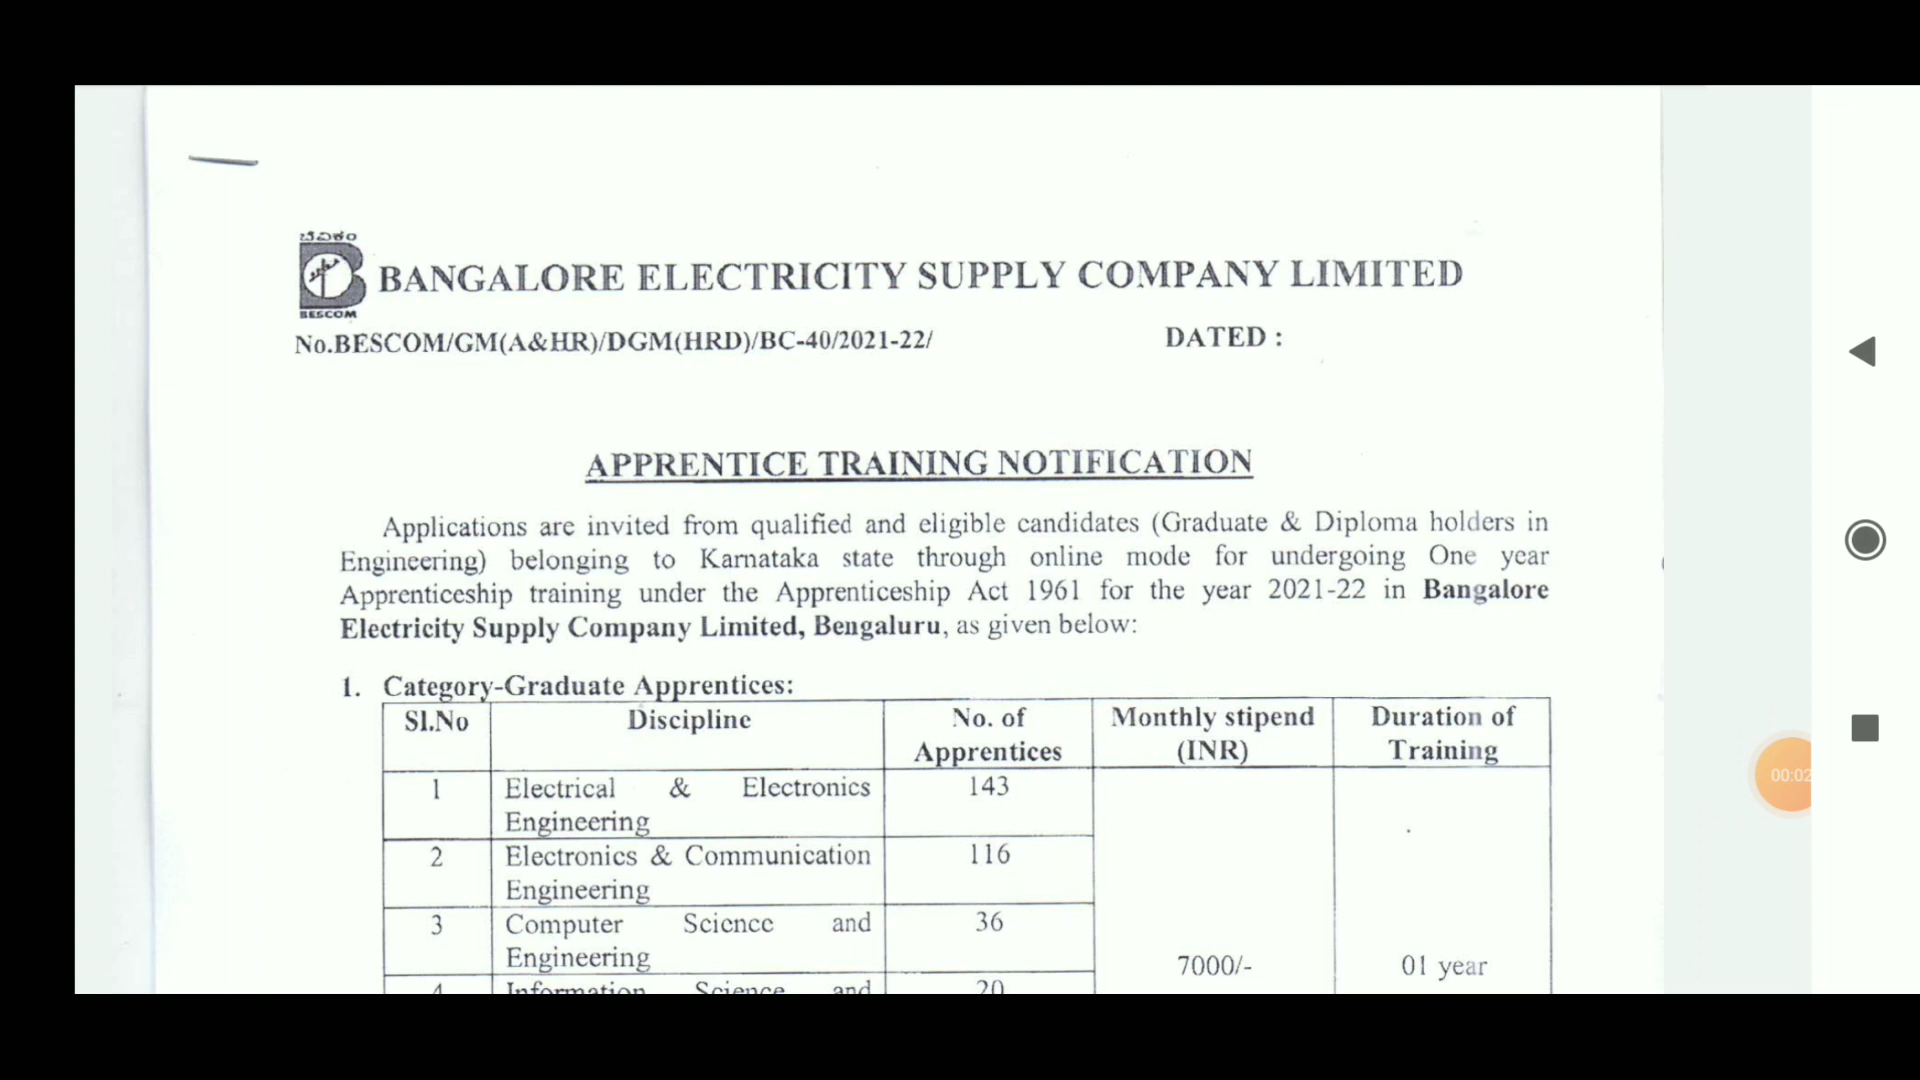 ಬೆವಿಕಂ
BESCOM
BANGALORE ELECTRICITY SUPPLY COMPANY LIMITED
No.BESCOM/GM(A&HR)/DGM(HRD)/BC-40/2021-22/ DATED :
APPRENTICE TRAINING NOTIFICATION
Applications are invited from qualified and eligible candidates (Graduate & Diploma holders in
Engineering) belonging to Karnataka state through online mode for undergoing One year
Apprenticeship training under the Apprenticeship Act 1961 for the year 2021-22 in Bangalore
Electricity Supply Company Limited, Bengaluru, as given below:
1. Category-Graduate Apprentices:
Sl.No Discipline No. of Apprentices Monthly stipend (INR) Duration of Training
1 Electrical & Electronics Engineering 143
2 Electronics & Communication Engineering 116
3 Computer Science and Engineering 36
7000/- 01 year
4 Information Science and 20
00:02